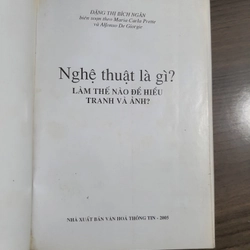 ĐẶNG THỊ BÍCH NGÂN
biên soạn theo Maria Carla Prette
và Alfonso De Giorgis
Nghệ thuật là gì?
LÀM THẾ NÀO ĐỂ HIỂU
TRANH VÀ ẢNH?
NHÀ XUẤT BẢN VĂN HOÁ THÔNG TIN - 2005